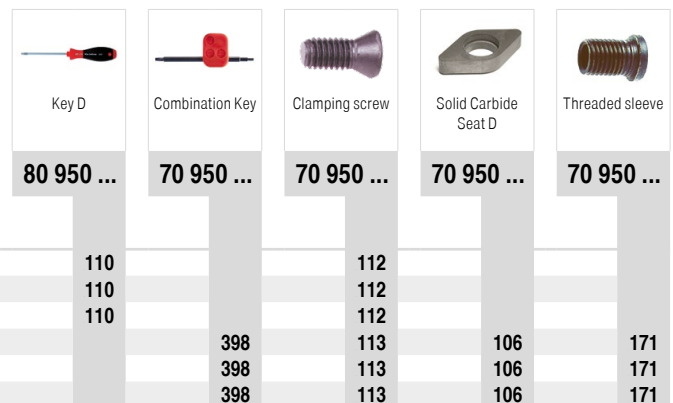 Key D
Combination Key
Clamping screw
Solid Carbide
Seat D
Threaded sleeve
80 950 ...
70 950 ...
70 950 ...
70 950 ...
70 950 ...
110 112
110 112
110 112
398 113 106 171
398 113 106 171
398 113 106 171